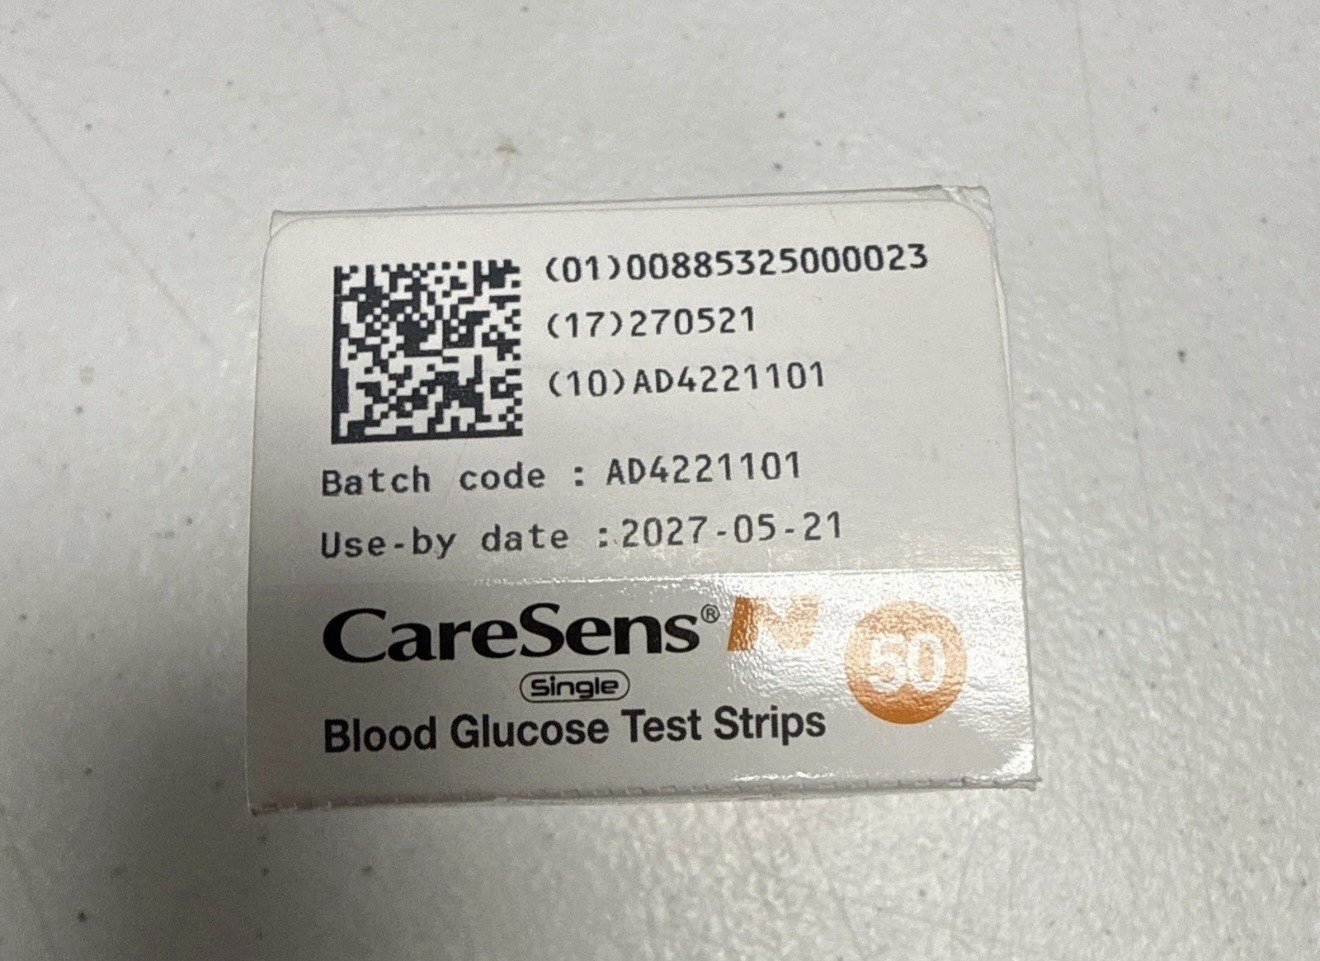 (01)00885325000023
(17)270521
(10)AD4221101
Batch code : AD4221101
Use-by date :2027-05-21
CareSens® N
50
Single
Blood Glucose Test Strips